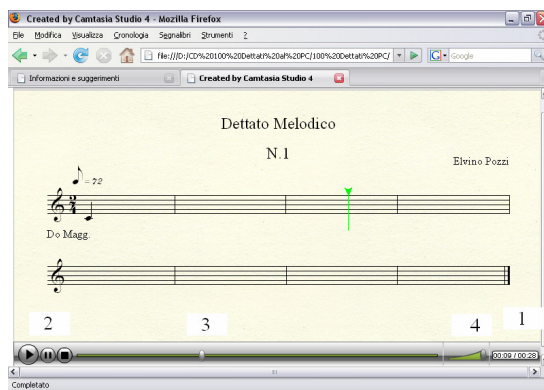 Created by Camtasia Studio 4 - Mozilla Firefox
File Modifica Visualizza Cronologia Segnalibri Strumenti ?
file:///D:/CD%20100%20Dettati%20al%20PC/100%20Dettati%20PC/
Google
Informazioni e suggerimenti
Created by Camtasia Studio 4
Dettato Melodico
N.1
Elvino Pozzi
= 72
2
4
Do Magg.
2 3 4 1
00:09 / 00:28
Completato